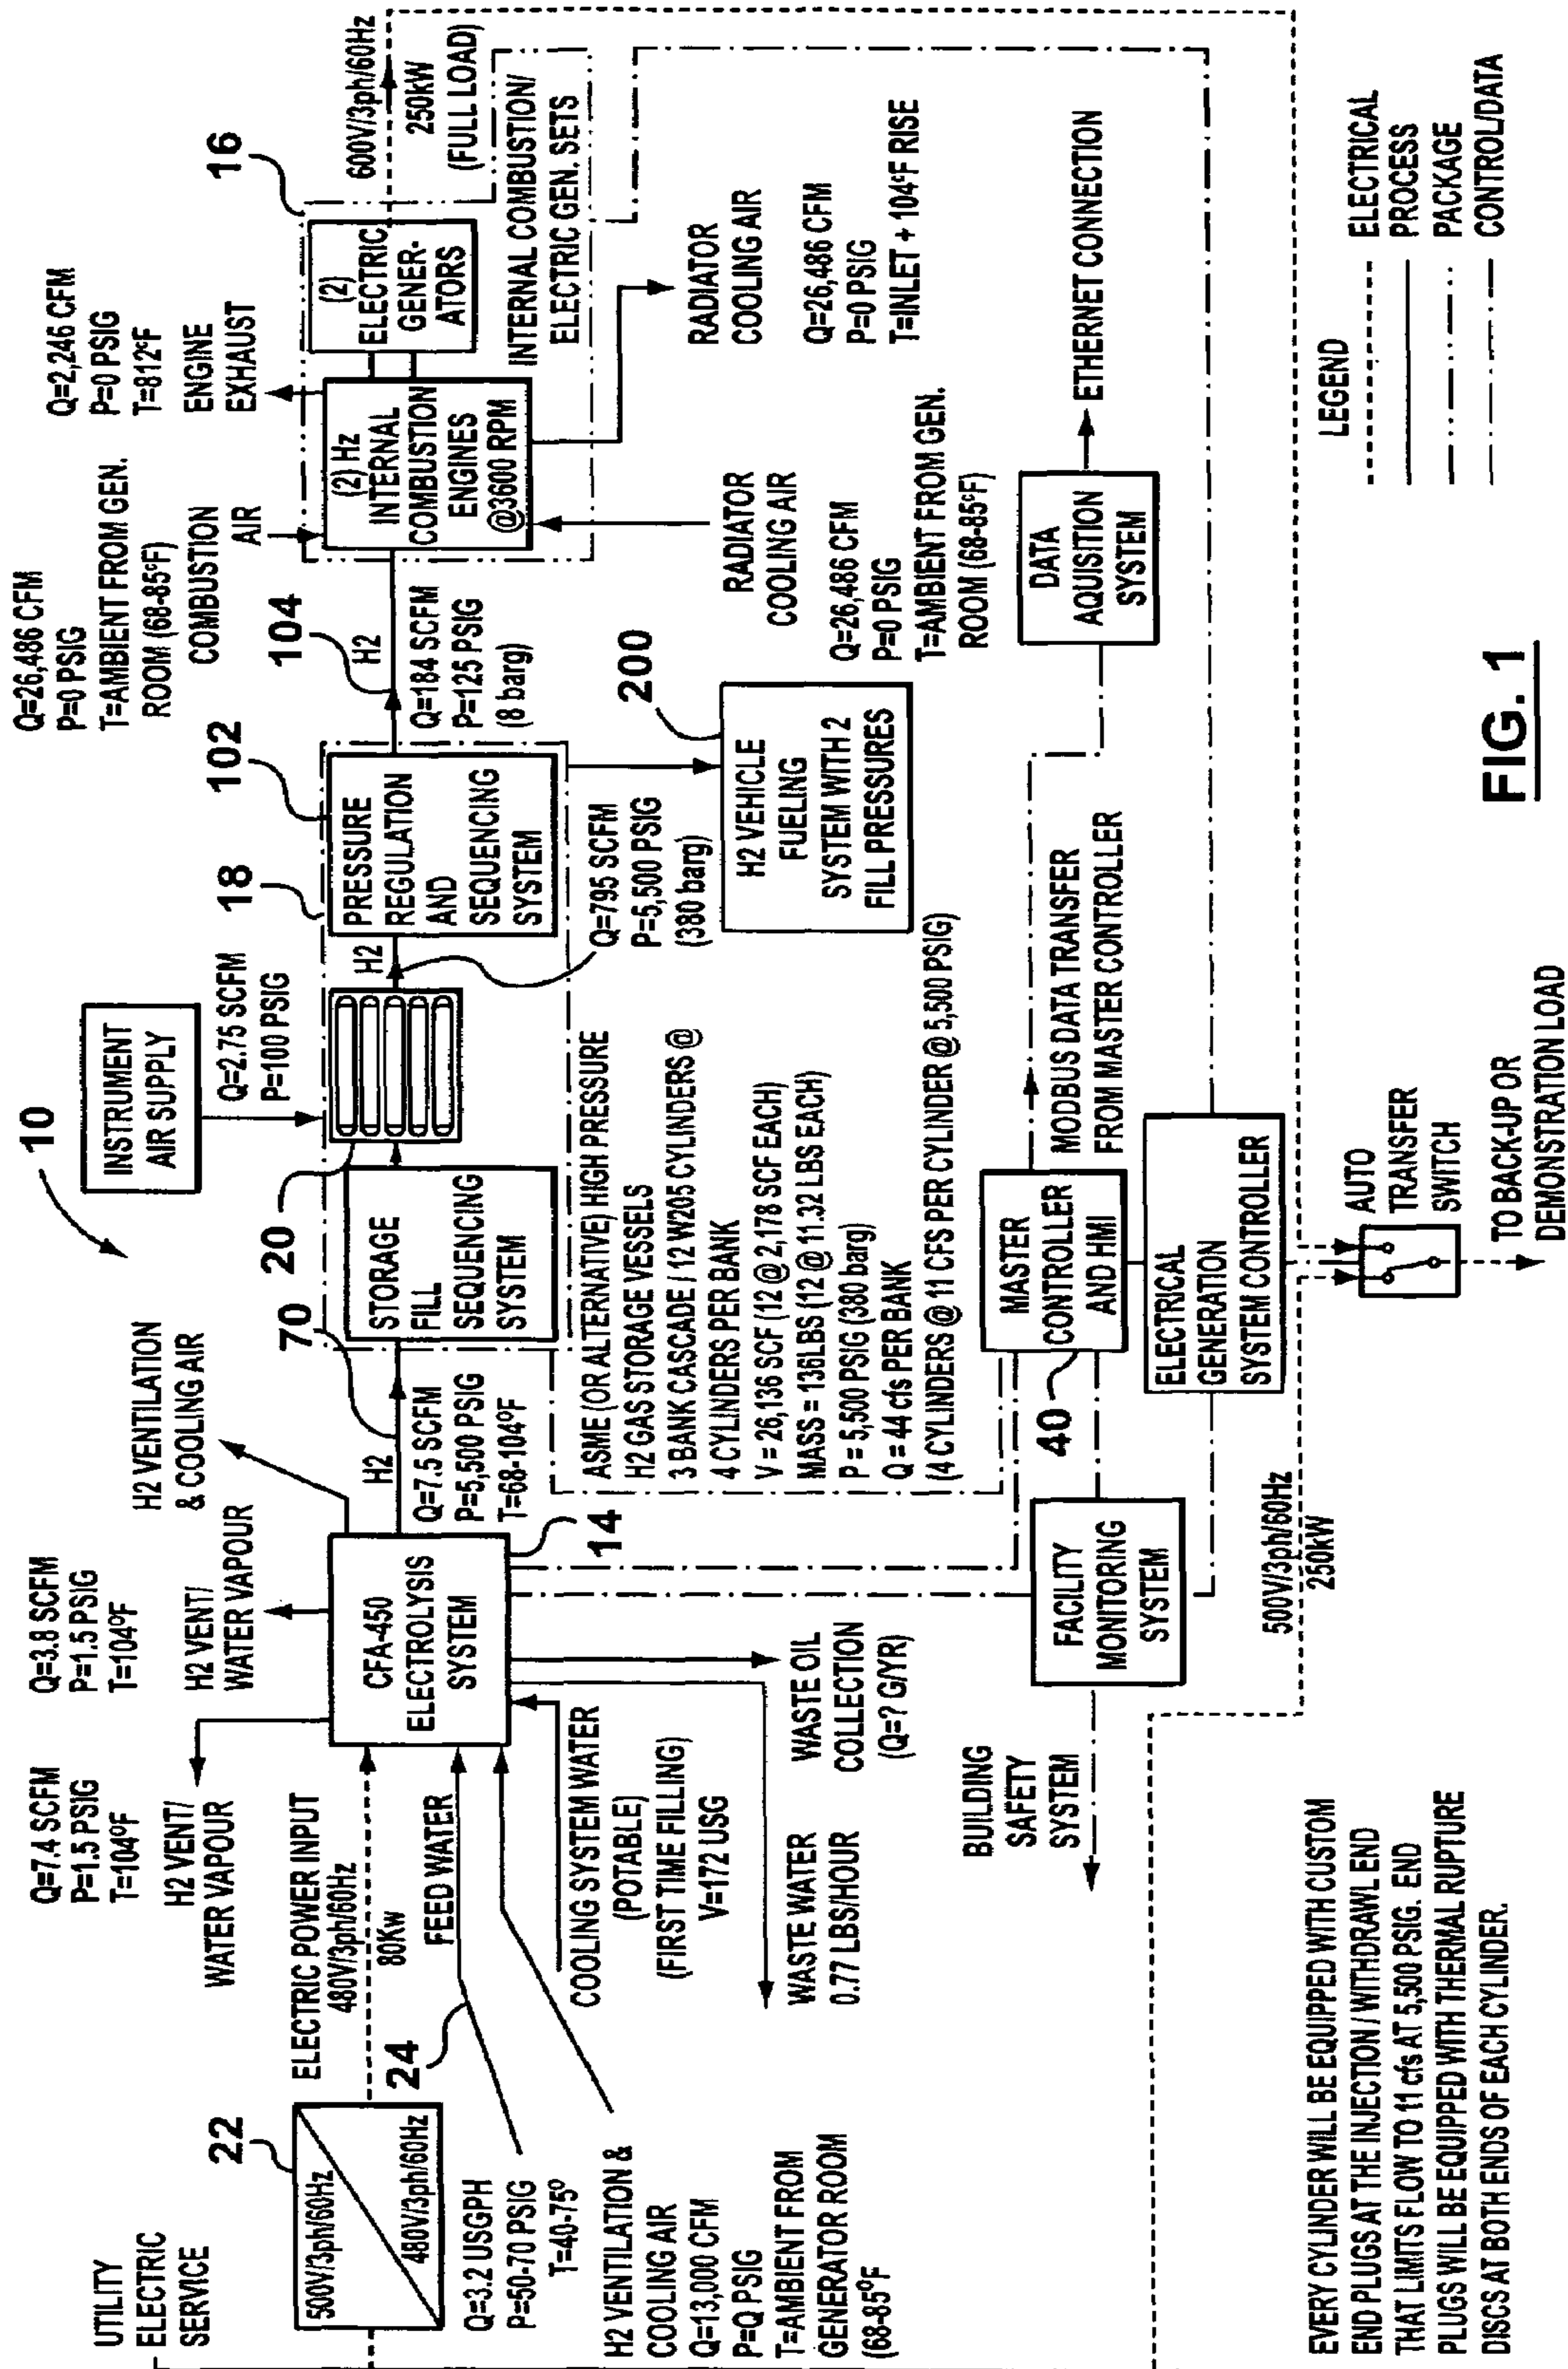 10
UTILITY
ELECTRIC
SERVICE
22
500V/3ph/60Hz
480V/3ph/60Hz
ELECTRIC POWER INPUT
480V/3ph/60Hz
80Kw
24
FEED WATER
Q=3.2 USGPH
P=50-70 PSIG
T=40-75º
H2 VENTILATION &
COOLING AIR
Q=13,000 CFM
P=Q PSIG
T=AMBIENT FROM
GENERATOR ROOM
(68-85ºF
COOLING SYSTEM WATER
(POTABLE)
(FIRST TIME FILLING)
V=172 USG
WASTE WATER
0.77 LBS/HOUR
WASTE OIL
COLLECTION
(Q=? G/YR)
Q=7.4 SCFM
P=1.5 PSIG
T=104ºF
H2 VENT/
WATER VAPOUR
Q=3.8 SCFM
P=1.5 PSIG
T=104ºF
H2 VENT/
WATER VAPOUR
H2 VENTILATION
& COOLING AIR
CFA-450
ELECTROLYSIS
SYSTEM
14
70
H2
Q=7.5 SCFM
P=5,500 PSIG
T=68-104ºF
INSTRUMENT
AIR SUPPLY
Q=2.75 SCFM
P=100 PSIG
20
STORAGE
FILL
SEQUENCING
SYSTEM
18
H2
102
PRESSURE
REGULATION
AND
SEQUENCING
SYSTEM
Q=795 SCFM
P=5,500 PSIG
(380 barg)
ASME (OR ALTERNATIVE) HIGH PRESSURE
H2 GAS STORAGE VESSELS
3 BANK CASCADE / 12 W205 CYLINDERS @
4 CYLINDERS PER BANK
V = 26,136 SCF (12 @ 2,178 SCF EACH)
MASS = 136LBS (12 @ 11.32 LBS EACH)
P = 5,500 PSIG (380 barg)
Q = 44 cfs PER BANK
(4 CYLINDERS @ 11 CFS PER CYLINDER @ 5,500 PSIG)
200
H2 VEHICLE
FUELING
SYSTEM WITH 2
FILL PRESSURES
104
H2
Q=184 SCFM
P=125 PSIG
(8 barg)
Q=26,486 CFM
P=0 PSIG
T=AMBIENT FROM GEN.
ROOM (68-85ºF)
COMBUSTION
AIR
Q=2,246 CFM
P=0 PSIG
T=812ºF
ENGINE
EXHAUST
16
(2) Hz
INTERNAL
COMBUSTION
ENGINES
@3600 RPM
(2)
ELECTRIC
GENER-
ATORS
600V/3ph/60Hz
250kW
(FULL LOAD)
INTERNAL COMBUSTION/
ELECTRIC GEN. SETS
RADIATOR
COOLING AIR
Q=26,486 CFM
P=0 PSIG
T=AMBIENT FROM GEN.
ROOM (68-85ºF)
RADIATOR
COOLING AIR
Q=26,486 CFM
P=0 PSIG
T=INLET + 104ºF RISE
BUILDING
SAFETY
SYSTEM
FACILITY
MONITORING
SYSTEM
40
MASTER
CONTROLLER
AND HMI
MODBUS DATA TRANSFER
FROM MASTER CONTROLLER
DATA
AQUISITION
SYSTEM
ETHERNET CONNECTION
ELECTRICAL
GENERATION
SYSTEM CONTROLLER
500V/3ph/60Hz
250kW
AUTO
TRANSFER
SWITCH
TO BACK-UP OR
DEMONSTRATION LOAD
EVERY CYLINDER WILL BE EQUIPPED WITH CUSTOM
END PLUGS AT THE INJECTION / WITHDRAWL END
THAT LIMITS FLOW TO 11 cfs AT 5,500 PSIG. END
PLUGS WILL BE EQUIPPED WITH THERMAL RUPTURE
DISCS AT BOTH ENDS OF EACH CYLINDER.
LEGEND
ELECTRICAL
PROCESS
PACKAGE
CONTROL/DATA
FIG. 1